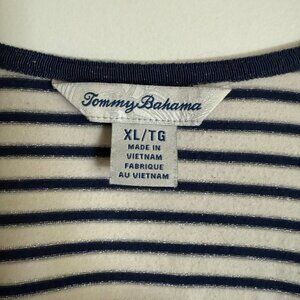 Tommy Bahama
XL/TG
MADE IN
VIETNAM
FABRIQUE
AU VIETNAM